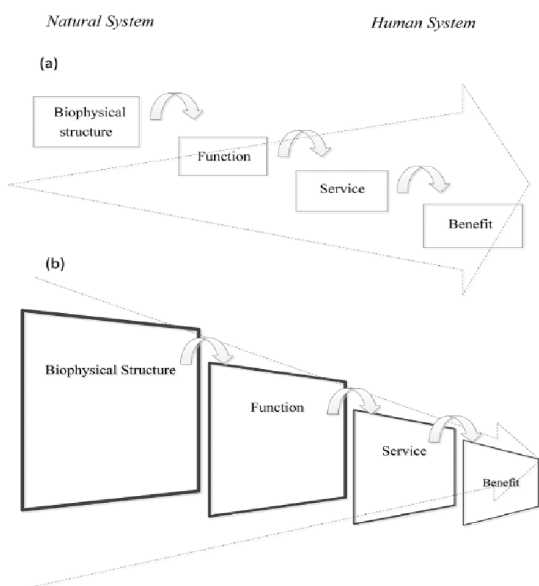 Natural System
Human System
(a)
Biophysical
structure
Function
Service
Benefit
(b)
Biophysical Structure
Function
Service
Benefit